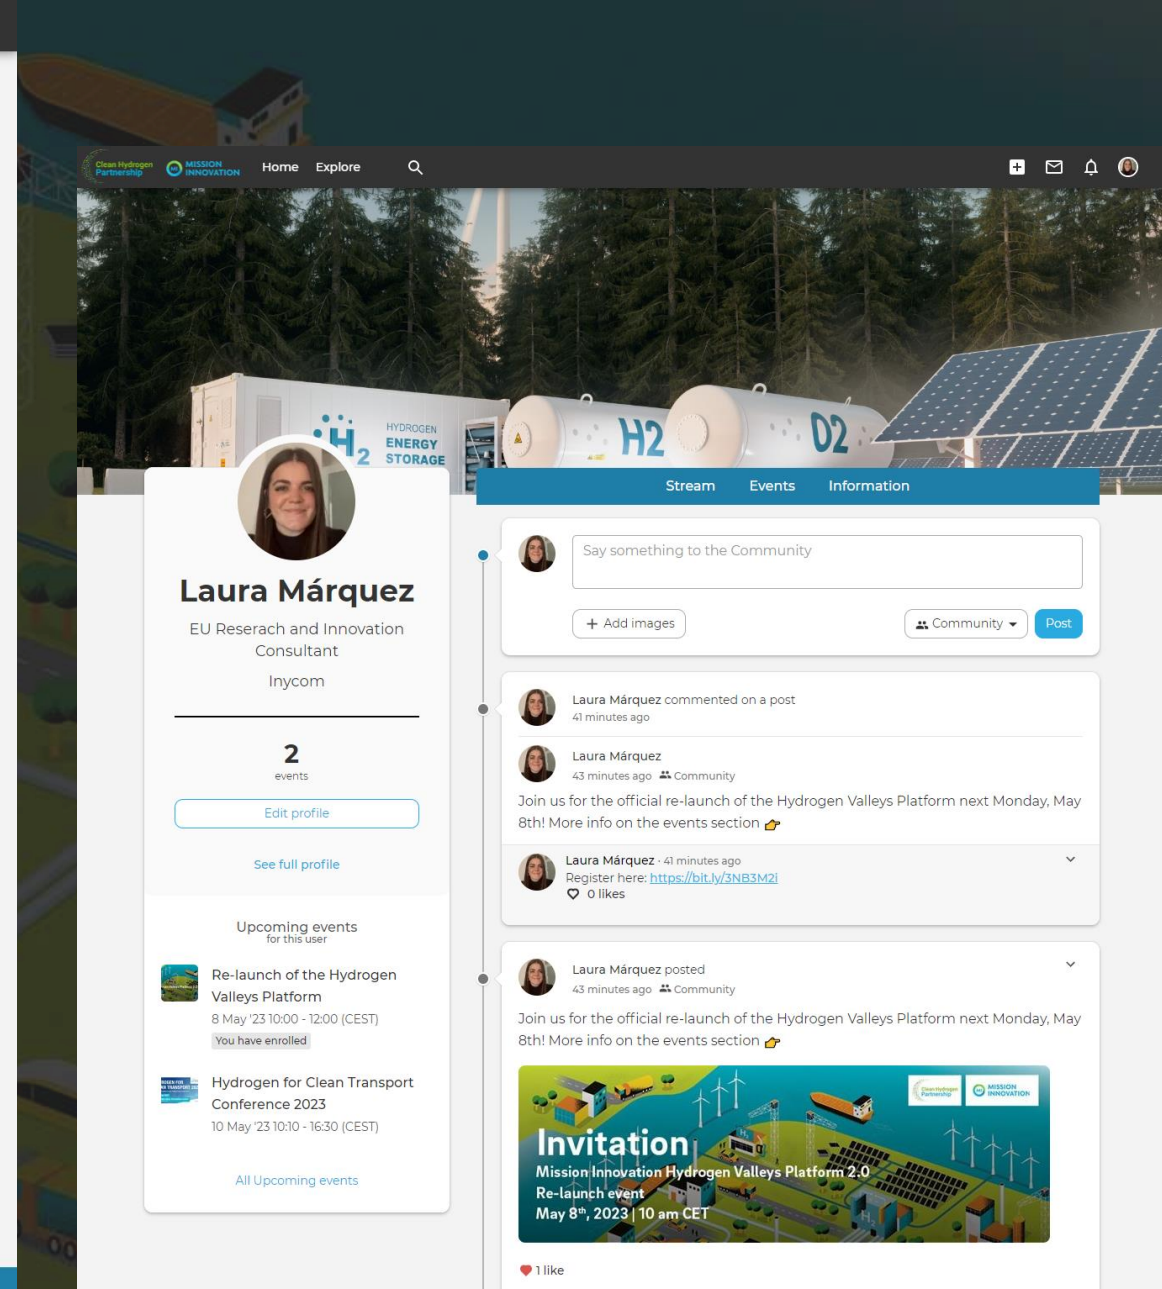 Clean Hydrogen
Partnership
MISSION
INNOVATION
Home Explore
HYDROGEN
ENERGY
STORAGE
H2
H2
O2
Stream Events Information
Laura Márquez
EU Reserach and Innovation
Consultant
Inycom
2
events
Edit profile
See full profile
Upcoming events
for this user
Re-launch of the Hydrogen
Valleys Platform
8 May '23 10:00 - 12:00 (CEST)
You have enrolled
Hydrogen for Clean Transport
Conference 2023
10 May '23 10:10 - 16:30 (CEST)
All Upcoming events
Say something to the Community
+ Add images
Community
Post
Laura Márquez commented on a post
41 minutes ago
Laura Márquez
43 minutes ago Community
Join us for the official re-launch of the Hydrogen Valleys Platform next Monday, May
8th! More info on the events section 👉
Laura Márquez · 41 minutes ago
Register here: https://bit.ly/3NB3M2i
0 likes
Laura Márquez posted
43 minutes ago Community
Join us for the official re-launch of the Hydrogen Valleys Platform next Monday, May
8th! More info on the events section 👉
Clean Hydrogen
Partnership
MISSION
INNOVATION
Invitation
Mission Innovation Hydrogen Valleys Platform 2.0
Re-launch event
May 8th, 2023 | 10 am CET
1 like